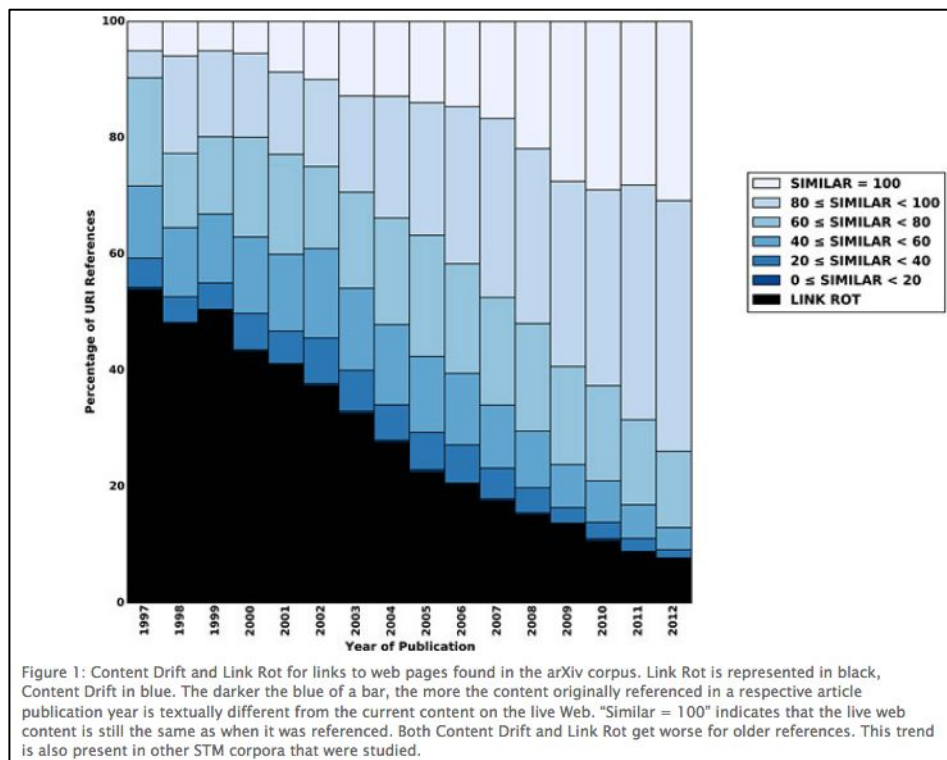 100
80
60
40
20
0
Percentage of URI References
1997
1998
1999
2000
2001
2002
2003
2004
2005
2006
2007
2008
2009
2010
2011
2012
Year of Publication
SIMILAR = 100
80 ≤ SIMILAR < 100
60 ≤ SIMILAR < 80
40 ≤ SIMILAR < 60
20 ≤ SIMILAR < 40
0 ≤ SIMILAR < 20
LINK ROT
Figure 1: Content Drift and Link Rot for links to web pages found in the arXiv corpus. Link Rot is represented in black,
Content Drift in blue. The darker the blue of a bar, the more the content originally referenced in a respective article
publication year is textually different from the current content on the live Web. "Similar = 100" indicates that the live web
content is still the same as when it was referenced. Both Content Drift and Link Rot get worse for older references. This trend
is also present in other STM corpora that were studied.